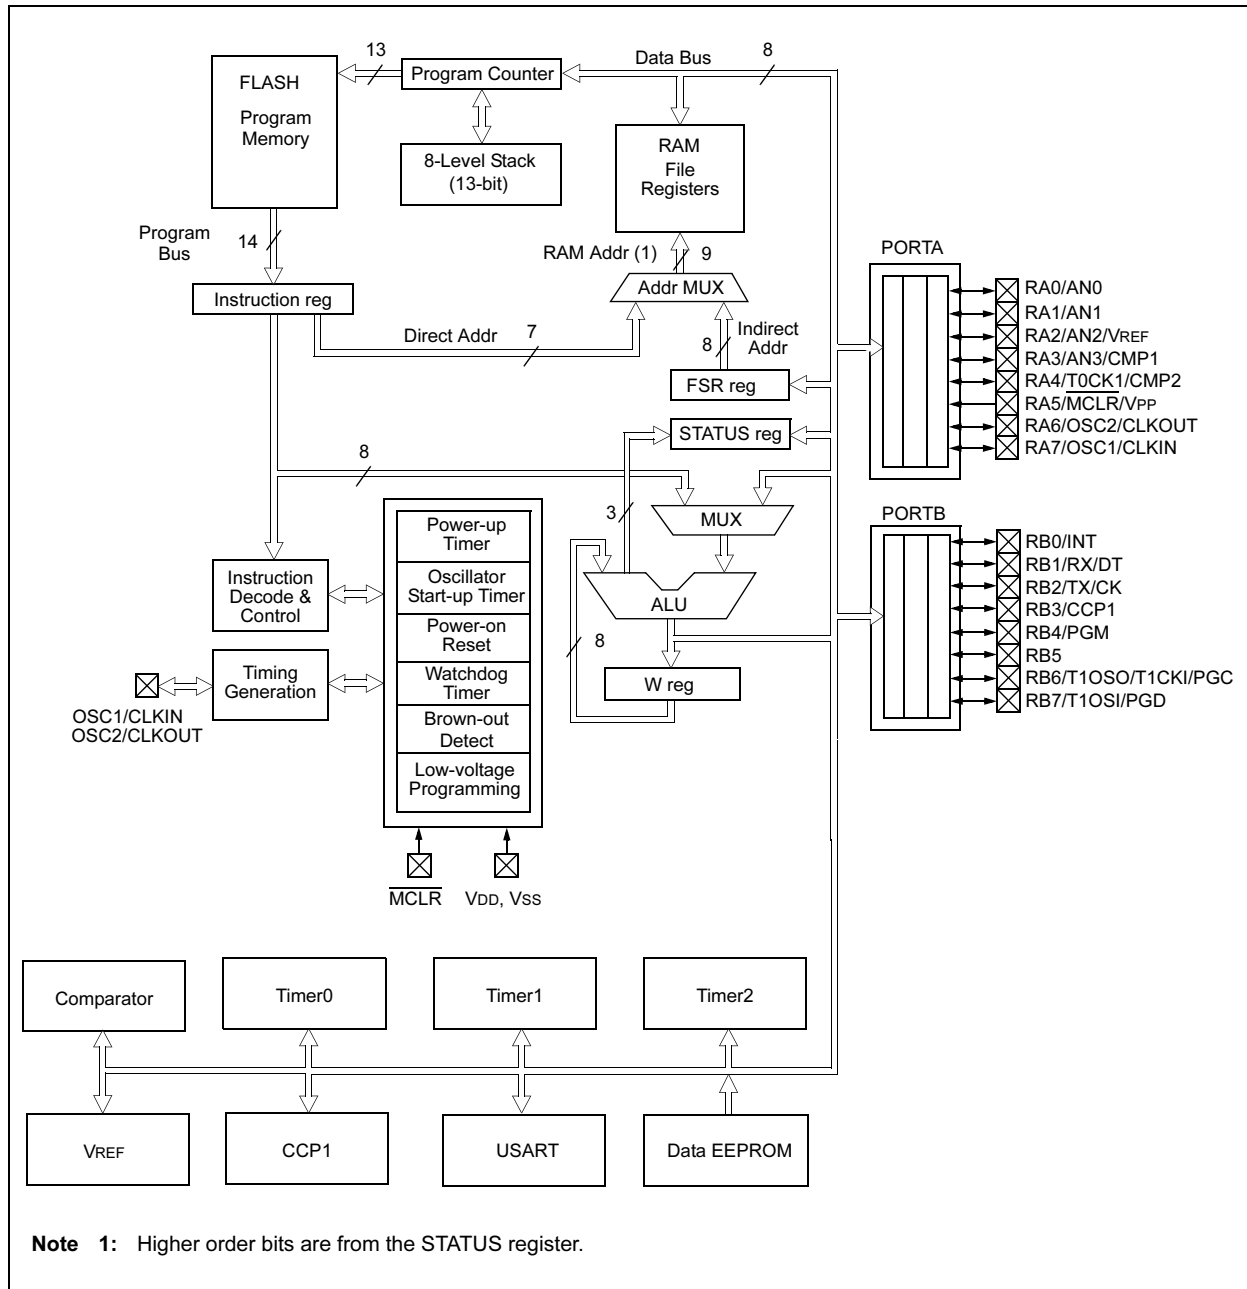 13
Data Bus
8
FLASH
Program
Memory
Program Counter
8-Level Stack
(13-bit)
RAM
File
Registers
Program
Bus
14
RAM Addr (1)
9
Addr MUX
Instruction reg
Direct Addr
7
8
Indirect
Addr
FSR reg
STATUS reg
8
3
MUX
ALU
8
W reg
Power-up
Timer
Oscillator
Start-up Timer
Power-on
Reset
Watchdog
Timer
Brown-out
Detect
Low-voltage
Programming
Instruction
Decode &
Control
Timing
Generation
OSC1/CLKIN
OSC2/CLKOUT
MCLR
VDD, VSS
PORTA
RA0/AN0
RA1/AN1
RA2/AN2/VREF
RA3/AN3/CMP1
RA4/T0CK1/CMP2
RA5/MCLR/VPP
RA6/OSC2/CLKOUT
RA7/OSC1/CLKIN
PORTB
RB0/INT
RB1/RX/DT
RB2/TX/CK
RB3/CCP1
RB4/PGM
RB5
RB6/T1OSO/T1CKI/PGC
RB7/T1OSI/PGD
Comparator
Timer0
Timer1
Timer2
VREF
CCP1
USART
Data EEPROM
Note 1: Higher order bits are from the STATUS register.